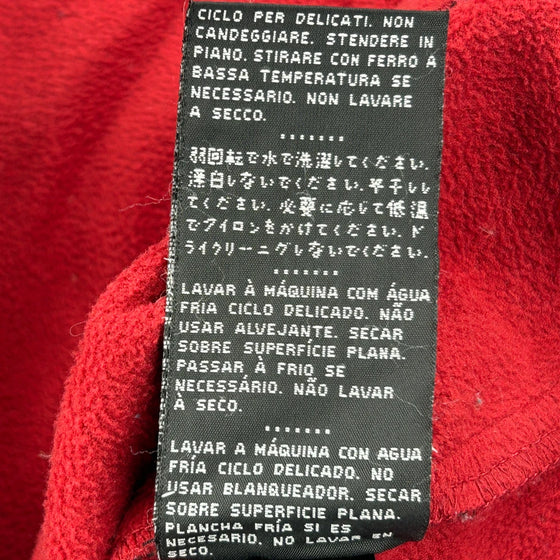 CICLO PER DELICATI. NON
CANDEGGIARE. STENDERE IN
PIANO. STIRARE CON FERRO A
BASSA TEMPERATURA SE
NECESSARIO. NON LAVARE
A SECCO.
弱回転で水で洗濯してください.
漂白しないでください. 平干しし
てください. 必要に応じて低温
でアイロンをかけてください. ド
ライクリーニングしないでください.
LAVAR À MÁQUINA COM ÁGUA
FRIA CICLO DELICADO. NÃO
USAR ALVEJANTE. SECAR
SOBRE SUPERFÍCIE PLANA.
PASSAR À FRIO SE
NECESSÁRIO. NÃO LAVAR
À SECO.
LAVAR A MÁQUINA CON AGUA
FRÍA CICLO DELICADO. NO
USAR BLANQUEADOR. SECAR
SOBRE SUPERFICIE PLANA.
PLANCHA FRÍA SI ES
NECESARIO. NO LAVAR EN
SECO.